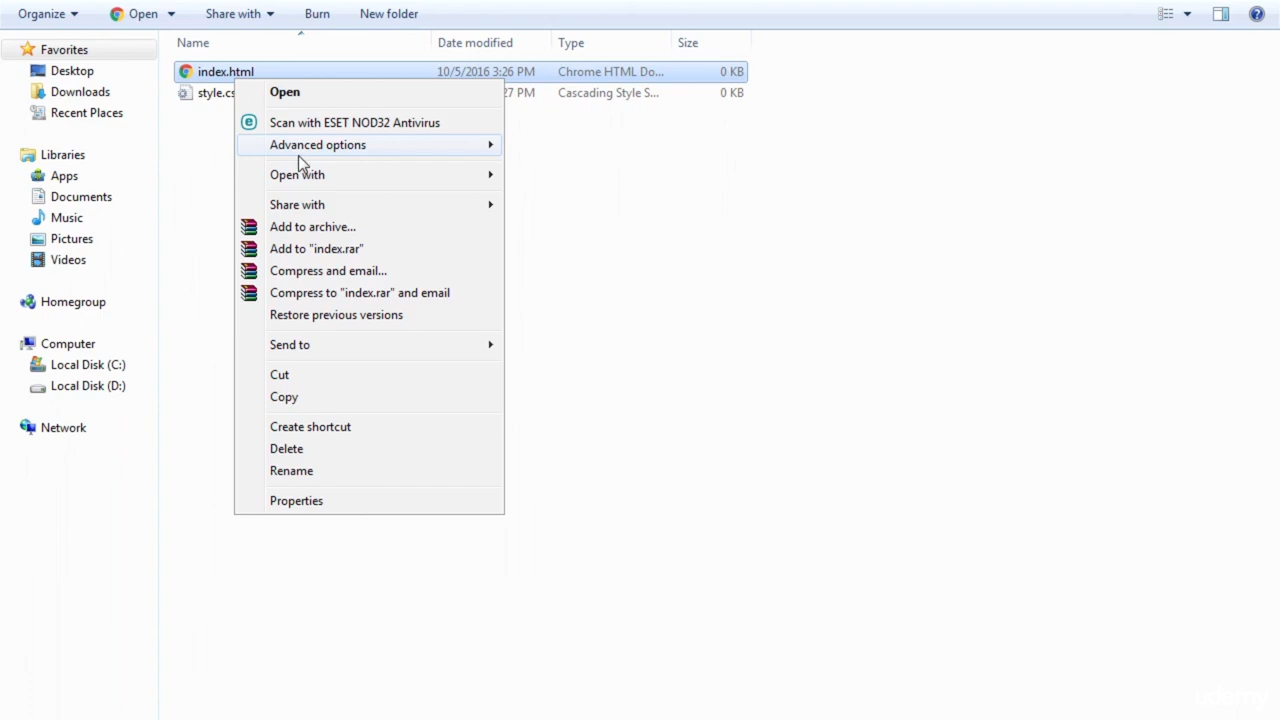 Organize Open Share with Burn New folder
Name Date modified Type Size
Favorites
Desktop
Downloads
Recent Places
Libraries
Apps
Documents
Music
Pictures
Videos
Homegroup
Computer
Local Disk (C:)
Local Disk (D:)
Network
index.html 10/5/2016 3:26 PM Chrome HTML Do... 0 KB
style.cs 27 PM Cascading Style S... 0 KB
Open
Scan with ESET NOD32 Antivirus
Advanced options
Open with
Share with
Add to archive...
Add to "index.rar"
Compress and email...
Compress to "index.rar" and email
Restore previous versions
Send to
Cut
Copy
Create shortcut
Delete
Rename
Properties
udemy